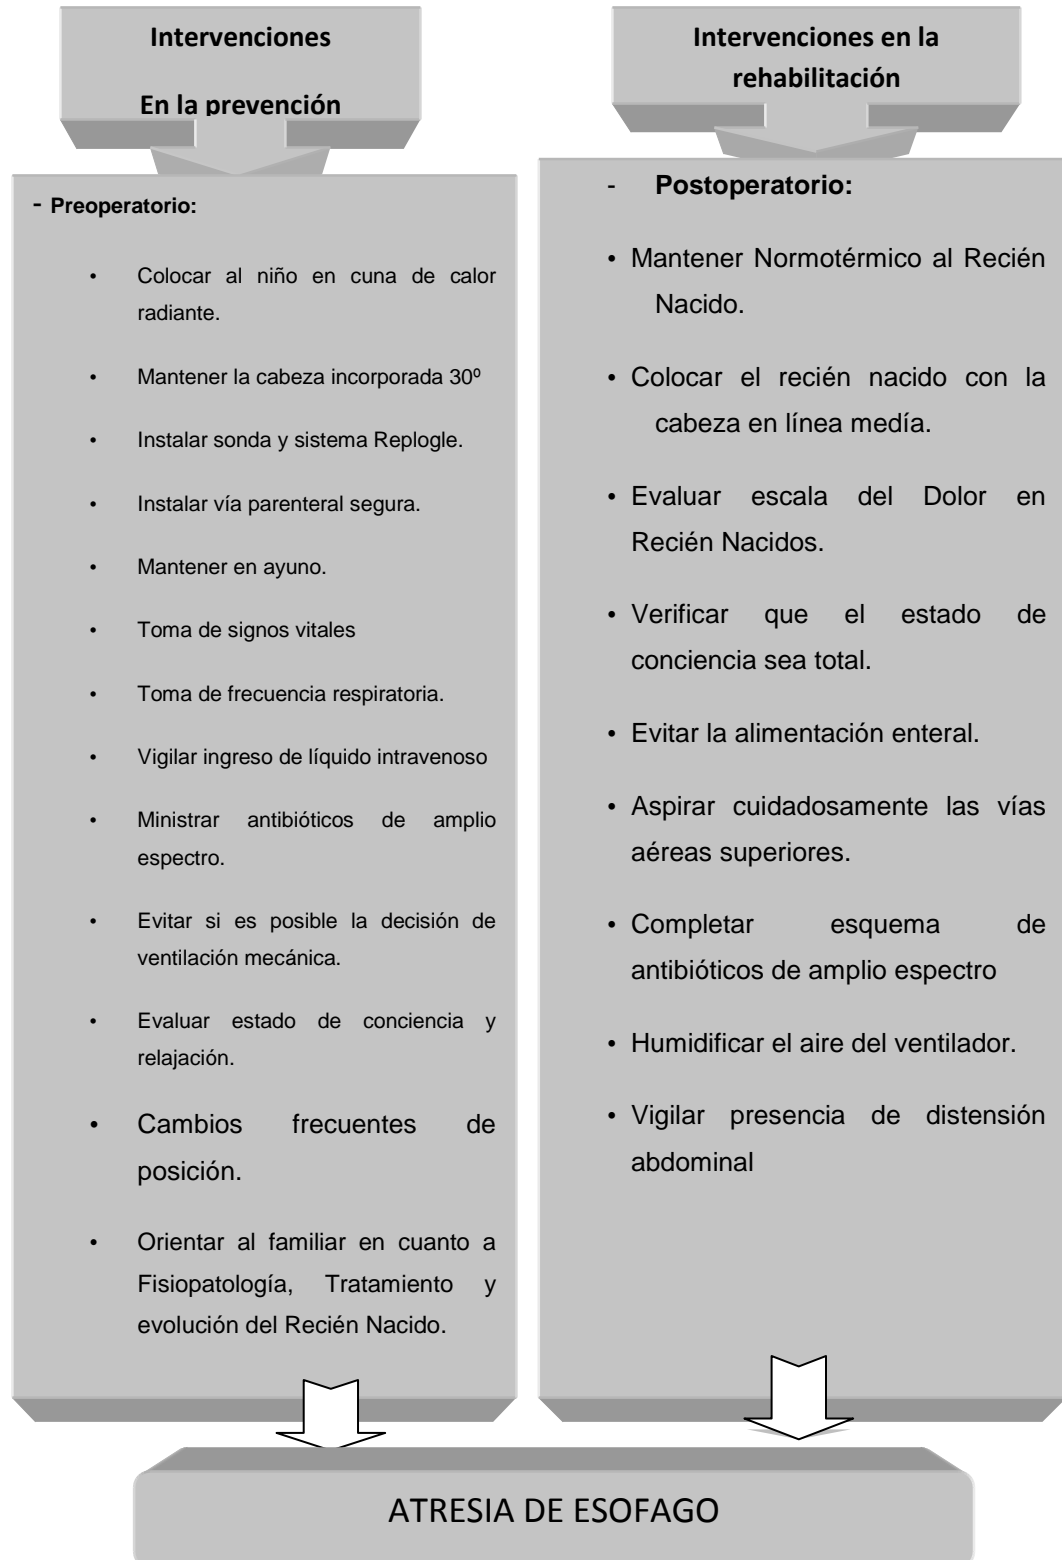 Intervenciones
En la prevención
- Preoperatorio:
• Colocar al niño en cuna de calor
radiante.
• Mantener la cabeza incorporada 30º
• Instalar sonda y sistema Replogle.
• Instalar vía parenteral segura.
• Mantener en ayuno.
• Toma de signos vitales
• Toma de frecuencia respiratoria.
• Vigilar ingreso de líquido intravenoso
• Ministrar antibióticos de amplio
espectro.
• Evitar si es posible la decisión de
ventilación mecánica.
• Evaluar estado de conciencia y
relajación.
• Cambios frecuentes de
posición.
• Orientar al familiar en cuanto a
Fisiopatología, Tratamiento y
evolución del Recién Nacido.
Intervenciones en la
rehabilitación
- Postoperatorio:
• Mantener Normotérmico al Recién
Nacido.
• Colocar el recién nacido con la
cabeza en línea medía.
• Evaluar escala del Dolor en
Recién Nacidos.
• Verificar que el estado de
conciencia sea total.
• Evitar la alimentación enteral.
• Aspirar cuidadosamente las vías
aéreas superiores.
• Completar esquema de
antibióticos de amplio espectro
• Humidificar el aire del ventilador.
• Vigilar presencia de distensión
abdominal
ATRESIA DE ESOFAGO